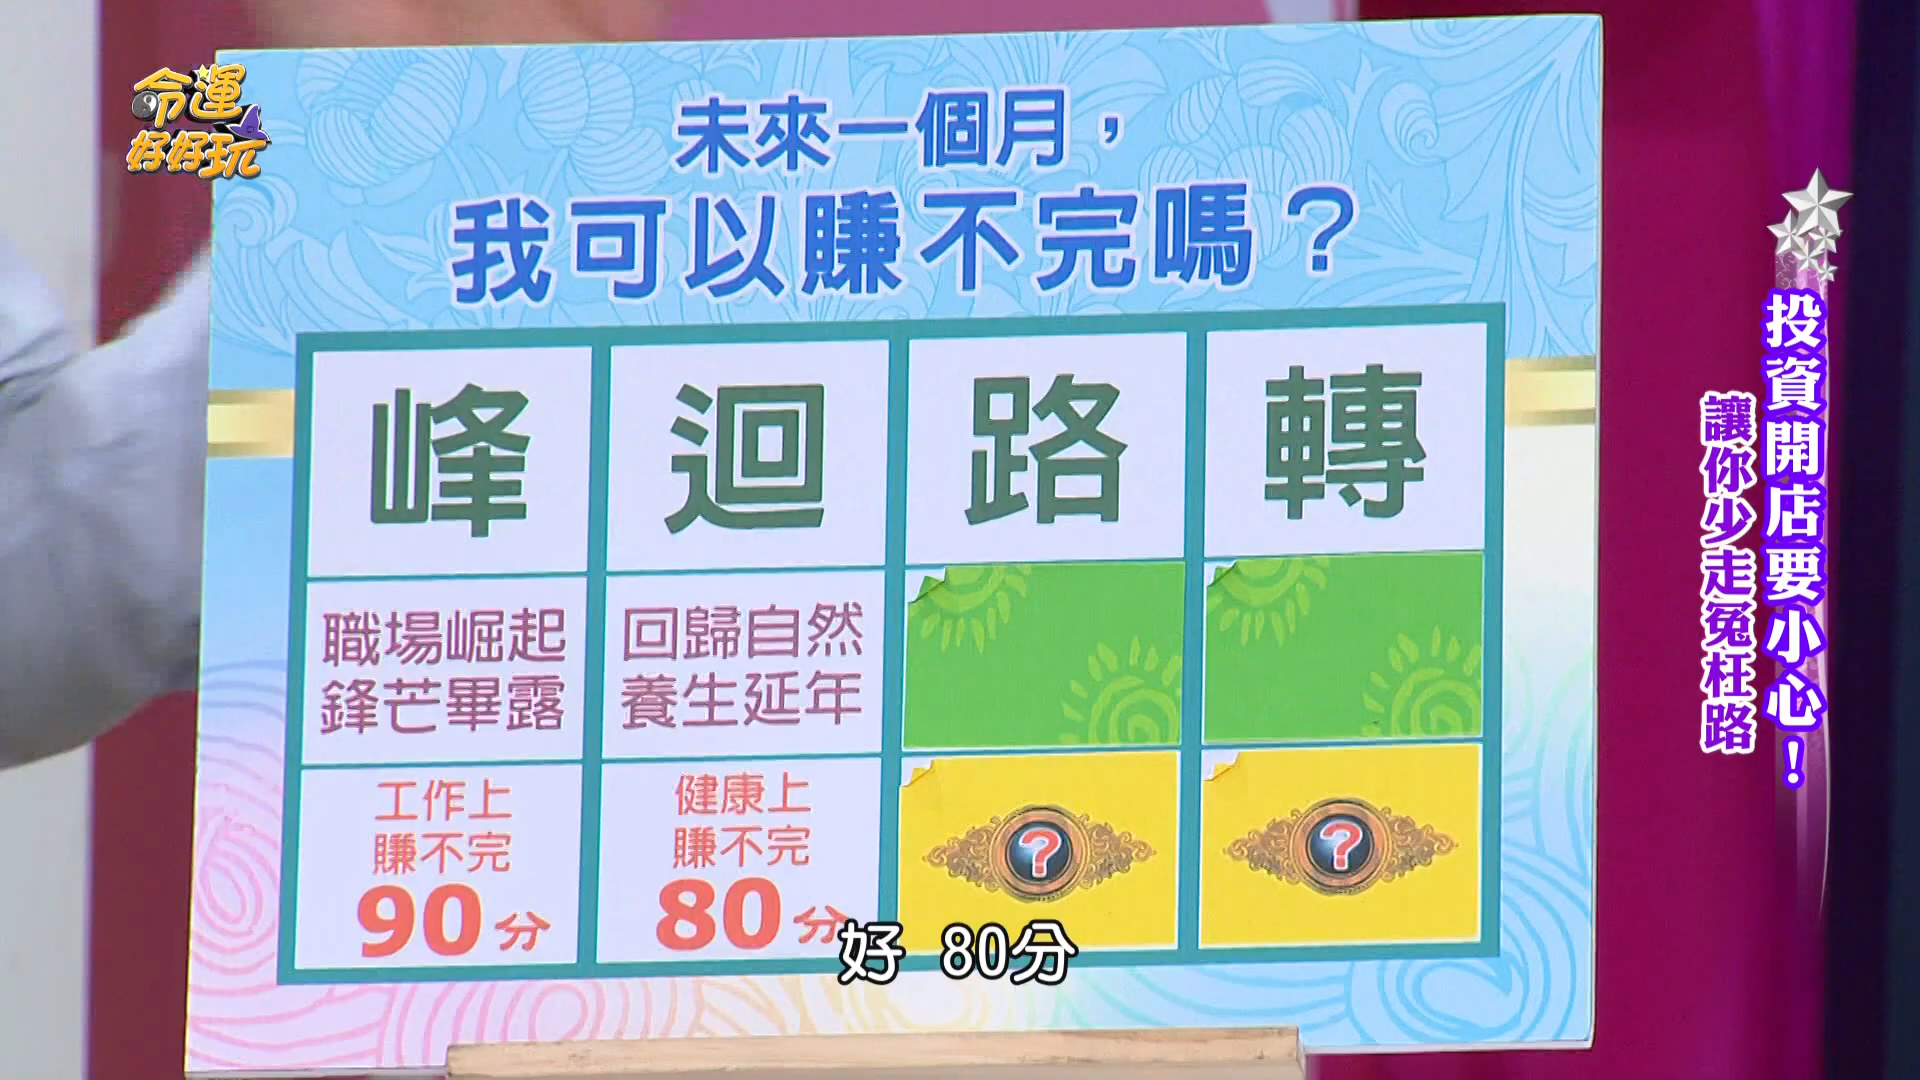 命運
好好玩
未來一個月，
我可以賺不完嗎？
峰 迴 路 轉
職場崛起
鋒芒畢露
回歸自然
養生延年
工作上
賺不完
90分
健康上
賺不完
80分
?
?
投資開店要小心！
讓你少走冤枉路
好 80分